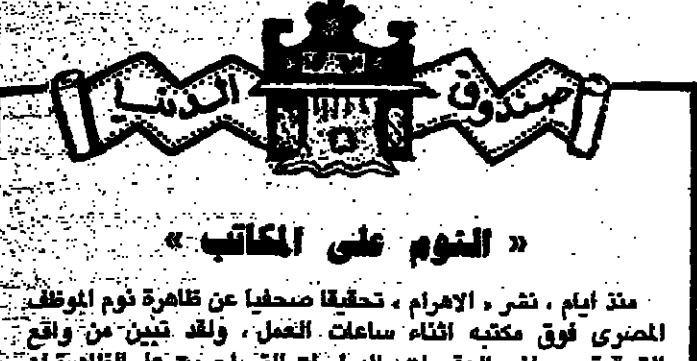 صندوق الدنيا
« النوم على المكاتب »
منذ ايام ، نشر « الاهرام » تحقيقا صحفيا عن ظاهرة نوم الموظف
المصرى فوق مكتبه اثناء ساعات العمل ، ولقد تبين من واقع